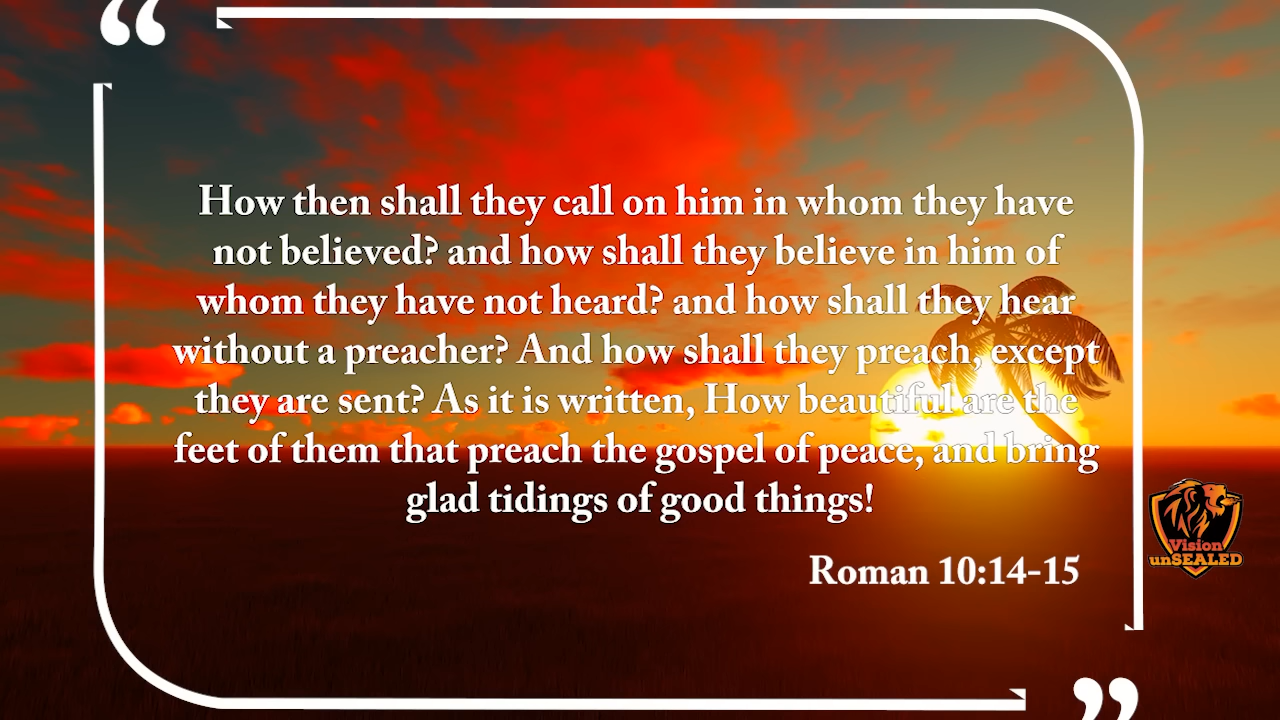 “
How then shall they call on him in whom they have
not believed? and how shall they believe in him of
whom they have not heard? and how shall they hear
without a preacher? And how shall they preach, except
they are sent? As it is written, How beautiful are the
feet of them that preach the gospel of peace, and bring
glad tidings of good things!
Roman 10:14-15
Vision
unSEALED
”